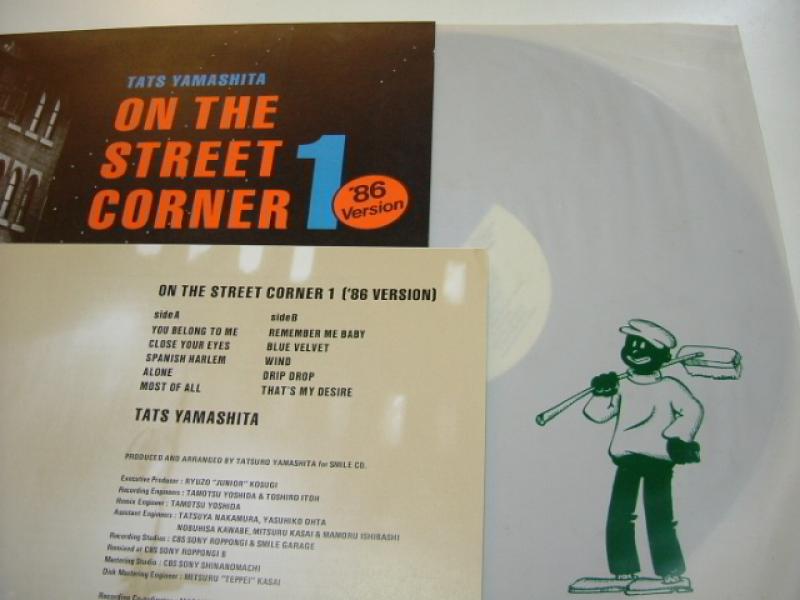 TATS YAMASHITA
ON THE
STREET
CORNER 1
'86
Version
ON THE STREET CORNER 1 ('86 VERSION)
sideA
YOU BELONG TO ME
CLOSE YOUR EYES
SPANISH HARLEM
ALONE
MOST OF ALL
sideB
REMEMBER ME BABY
BLUE VELVET
WIND
DRIP DROP
THAT'S MY DESIRE
TATS YAMASHITA
PRODUCED AND ARRANGED BY TATSURO YAMASHITA for SMILE CO.
Executive Producer : RYUZO "JUNIOR" KOSUGI
Recording Engineers : TAMOTSU YOSHIDA & TOSHIRO ITOH
Remix Engineer : TAMOTSU YOSHIDA
Assistant Engineers : TATSUYA NAKAMURA, YASUHIKO OHTA
NOBUHISA KAWABE, MITSURU KASAI & MAMORU ISHIBASHI
Recording Studios : CBS SONY ROPPONGI & SMILE GARAGE
Remixed at CBS SONY ROPPONGI B
Mastering Studio : CBS SONY SHINANOMACHI
Disk Mastering Engineer : MITSURU "TEPPEI" KASAI